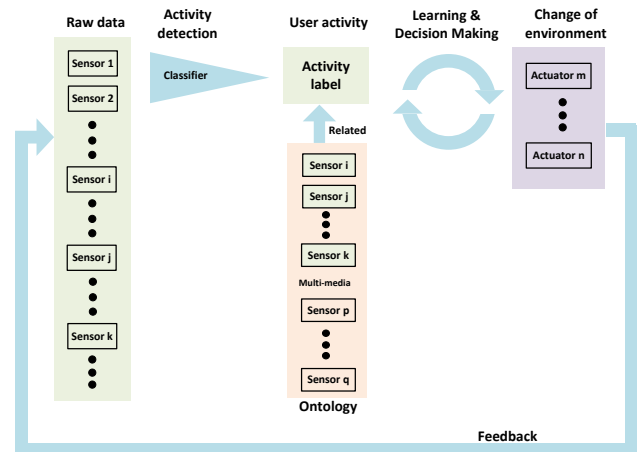 Raw data
Activity
detection
User activity
Learning &
Decision Making
Change of
environment
Sensor 1
Sensor 2
Sensor i
Sensor j
Sensor k
Classifier
Activity
label
Related
Sensor i
Sensor j
Sensor k
Multi-media
Sensor p
Sensor q
Ontology
Actuator m
Actuator n
Feedback